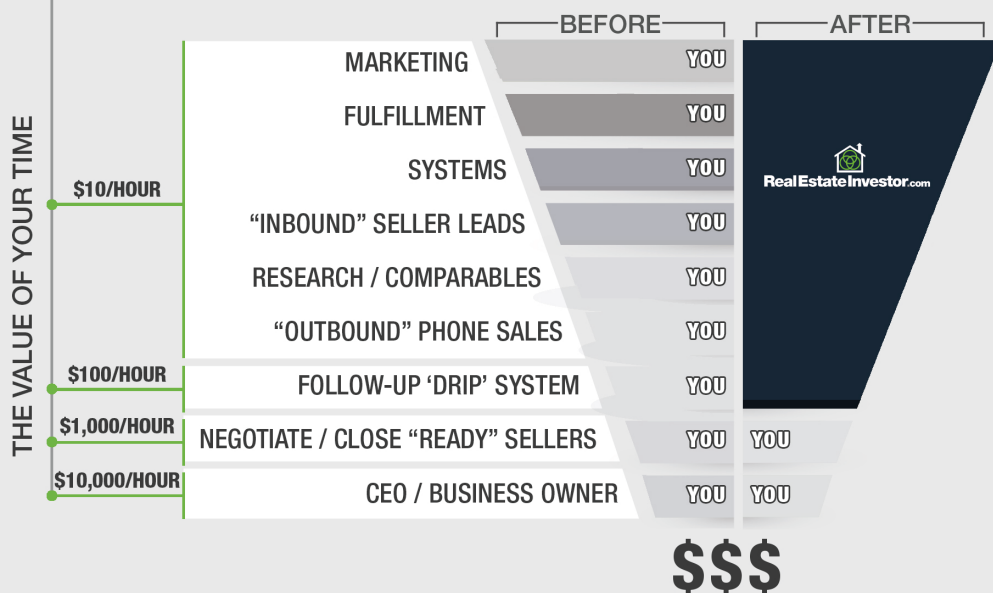 BEFORE
AFTER
THE VALUE OF YOUR TIME
MARKETING
YOU
FULFILLMENT
YOU
SYSTEMS
YOU
$10/HOUR
RealEstateInvestor.com
“INBOUND” SELLER LEADS
YOU
RESEARCH / COMPARABLES
YOU
“OUTBOUND” PHONE SALES
YOU
$100/HOUR
FOLLOW-UP ‘DRIP’ SYSTEM
YOU
$1,000/HOUR
NEGOTIATE / CLOSE “READY” SELLERS
YOU
YOU
$10,000/HOUR
CEO / BUSINESS OWNER
YOU
YOU
$$$